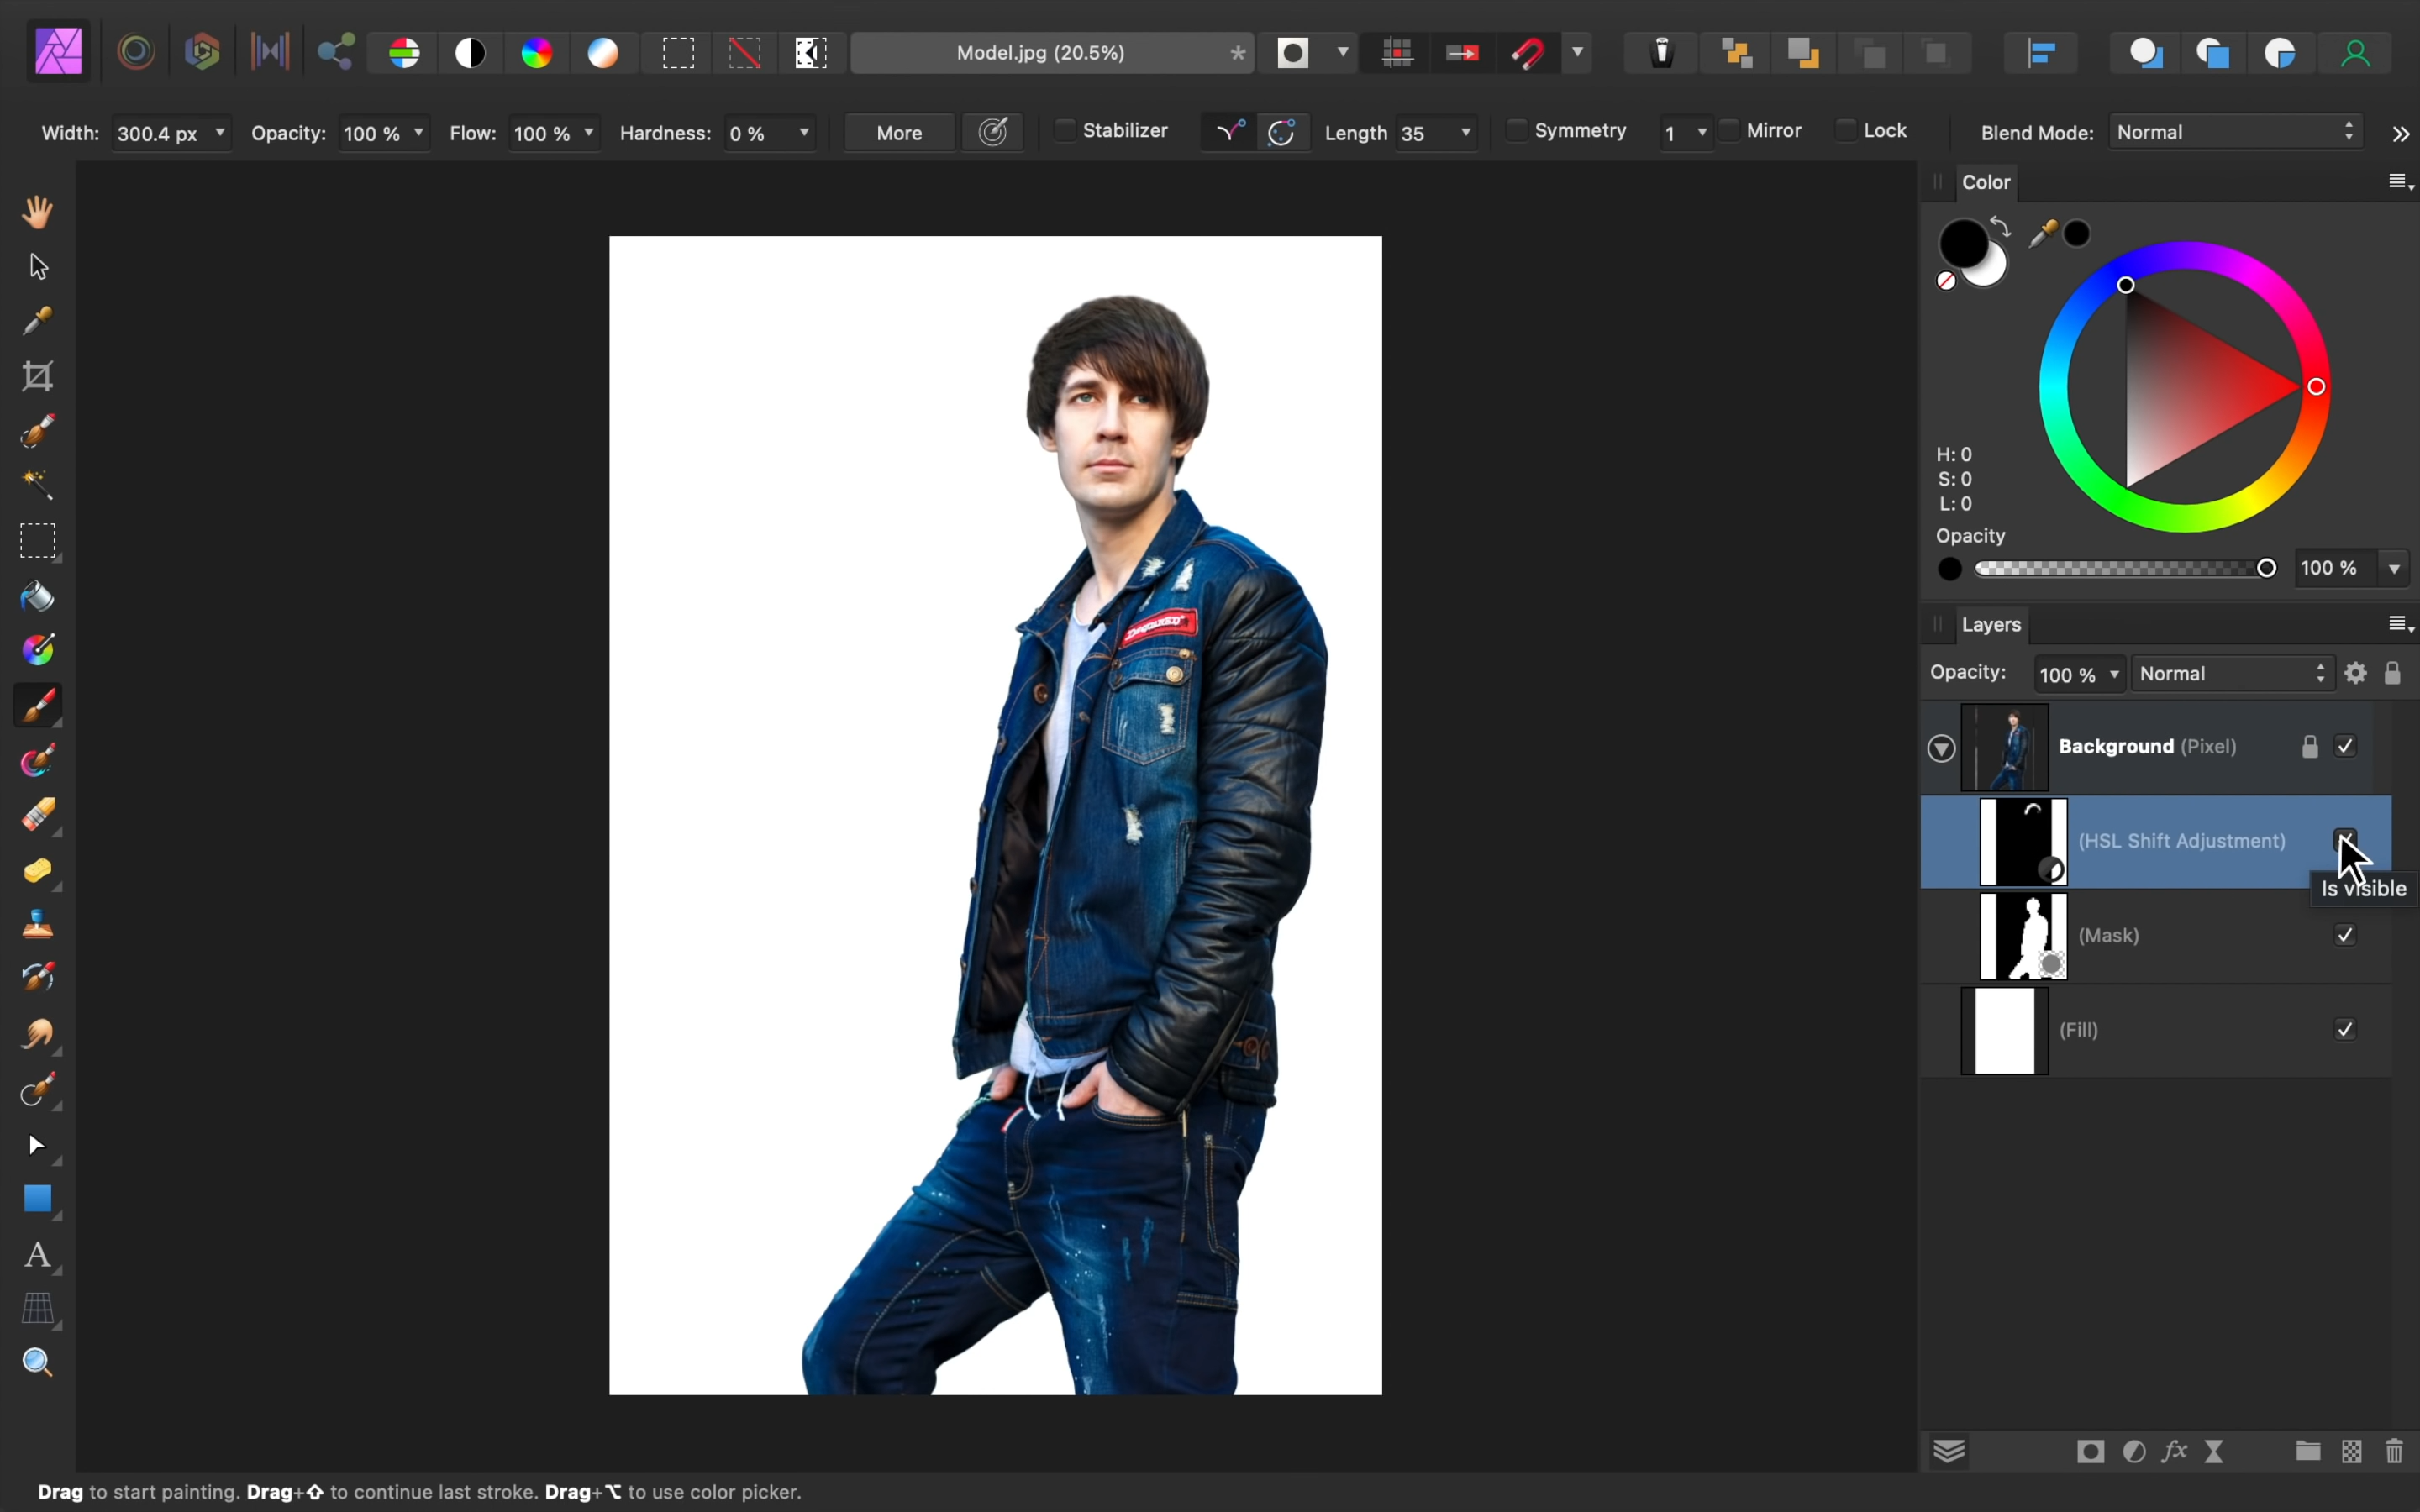 Model.jpg (20.5%)
*
Width: 300.4 px Opacity: 100 % Flow: 100 % Hardness: 0 % More Stabilizer Length 35 Symmetry 1 Mirror Lock Blend Mode: Normal
Color
H: 0
S: 0
L: 0
Opacity
100 %
Layers
Opacity: 100 % Normal
Background (Pixel)
(HSL Shift Adjustment)
Is visible
(Mask)
(Fill)
A
fx
Drag to start painting. Drag+⇧ to continue last stroke. Drag+⌥ to use color picker.